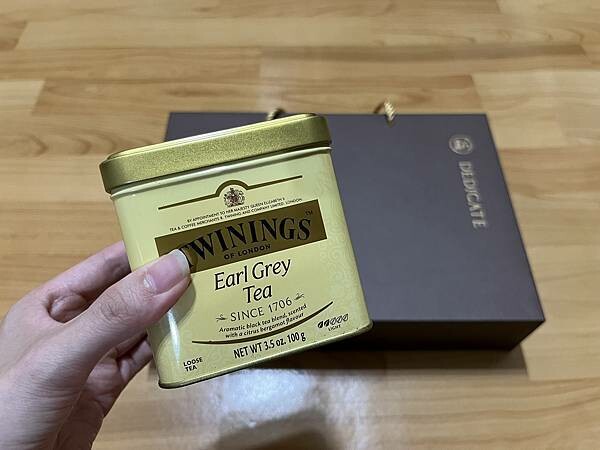 BY APPOINTMENT TO HER MAJESTY QUEEN ELIZABETH II
TEA & COFFEE MERCHANTS R. TWINING AND COMPANY LIMITED, LONDON
TWININGS™
OF LONDON
Earl Grey
Tea
SINCE 1706
Aromatic black tea blend, scented
with a citrus bergamot flavour
LIGHT
LOOSE
TEA
NET WT 3.5 oz. 100 g
DEDICATE